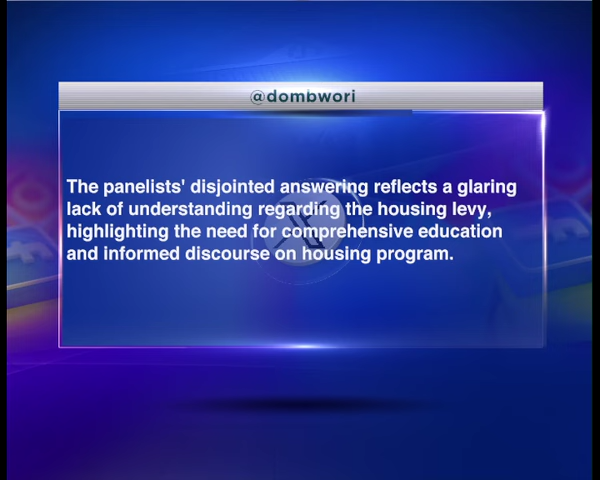 @dombwori
The panelists' disjointed answering reflects a glaring
lack of understanding regarding the housing levy,
highlighting the need for comprehensive education
and informed discourse on housing program.